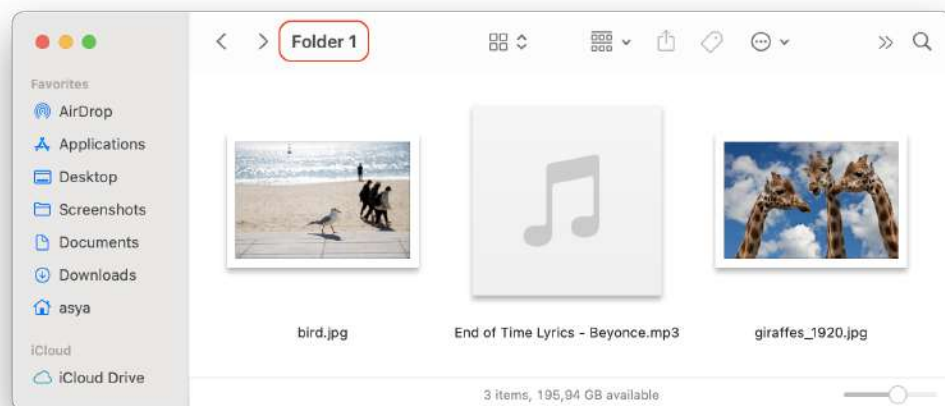 Folder 1
Favorites
AirDrop
Applications
Desktop
Screenshots
Documents
Downloads
asya
iCloud
iCloud Drive
bird.jpg
End of Time Lyrics - Beyonce.mp3
giraffes_1920.jpg
3 items, 195,94 GB available